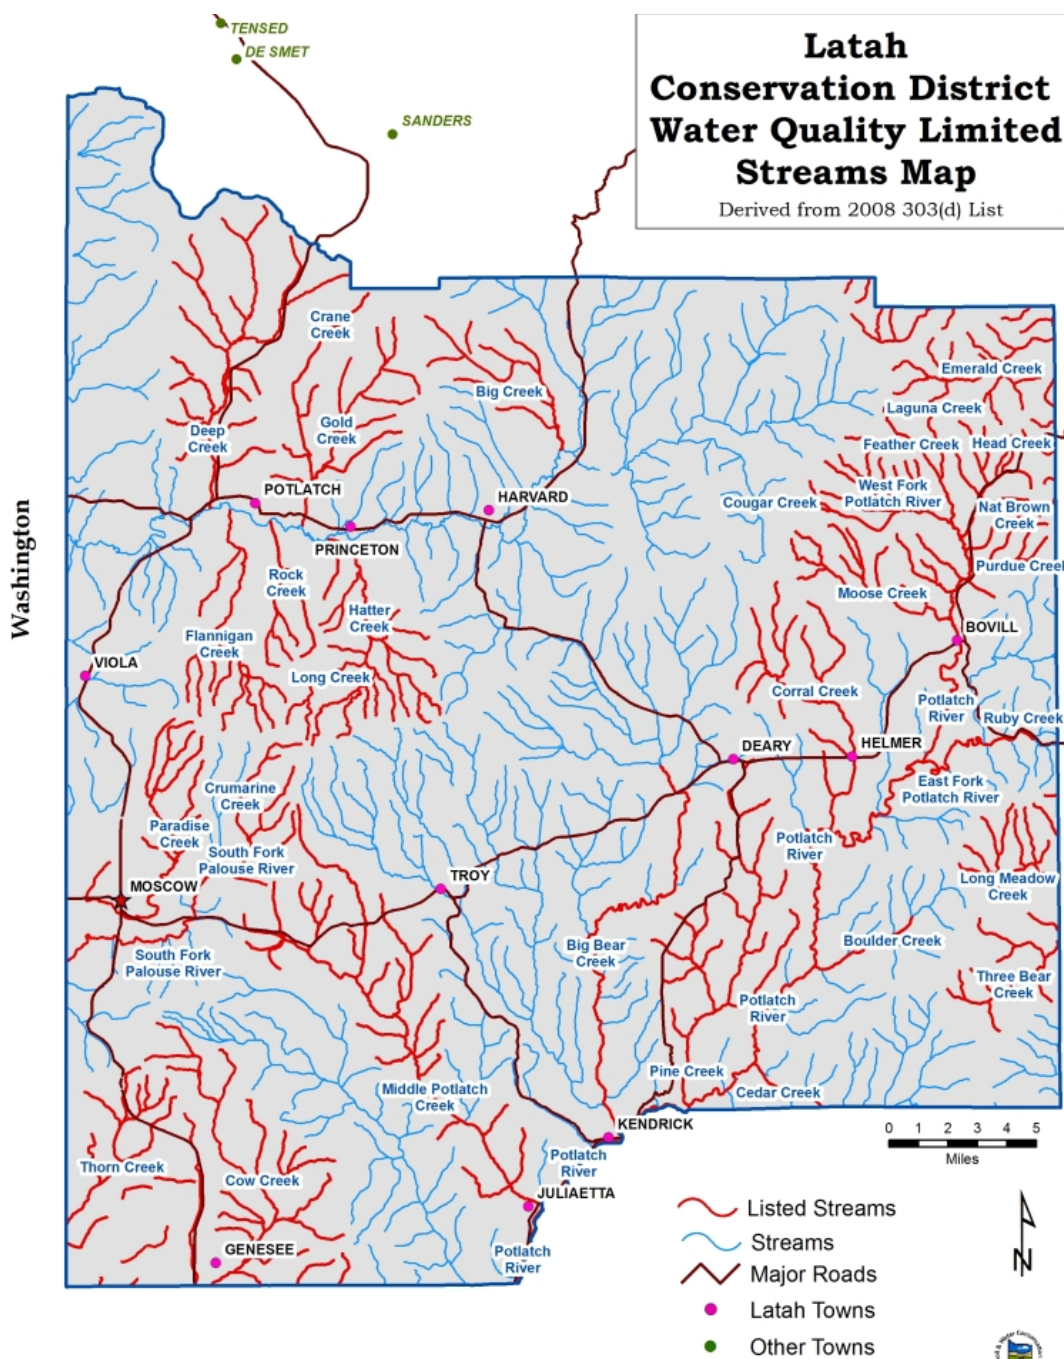 Latah
Conservation District
Water Quality Limited
Streams Map
Derived from 2008 303(d) List
TENSED
DE SMET
SANDERS
Crane
Creek
Emerald Creek
Big Creek
Laguna Creek
Gold
Creek
Deep
Creek
Feather Creek
Head Creek
POTLATCH
HARVARD
West Fork
Potlatch River
Cougar Creek
Nat Brown
Creek
Washington
PRINCETON
Purdue Creek
Rock
Creek
Moose Creek
Hatter
Creek
BOVILL
Flannigan
Creek
VIOLA
Long Creek
Corral Creek
Potlatch
River
Ruby Creek
DEARY
HELMER
East Fork
Potlatch River
Crumarine
Creek
Paradise
Creek
South Fork
Palouse River
Potlatch
River
MOSCOW
TROY
Long Meadow
Creek
South Fork
Palouse River
Big Bear
Creek
Boulder Creek
Three Bear
Creek
Potlatch
River
Pine Creek
Middle Potlatch
Creek
Cedar Creek
KENDRICK
0 1 2 3 4 5
Miles
Potlatch
River
Thorn Creek
Cow Creek
JULIAETTA
GENESEE
Potlatch
River
Listed Streams
Streams
Major Roads
Latah Towns
Other Towns
N